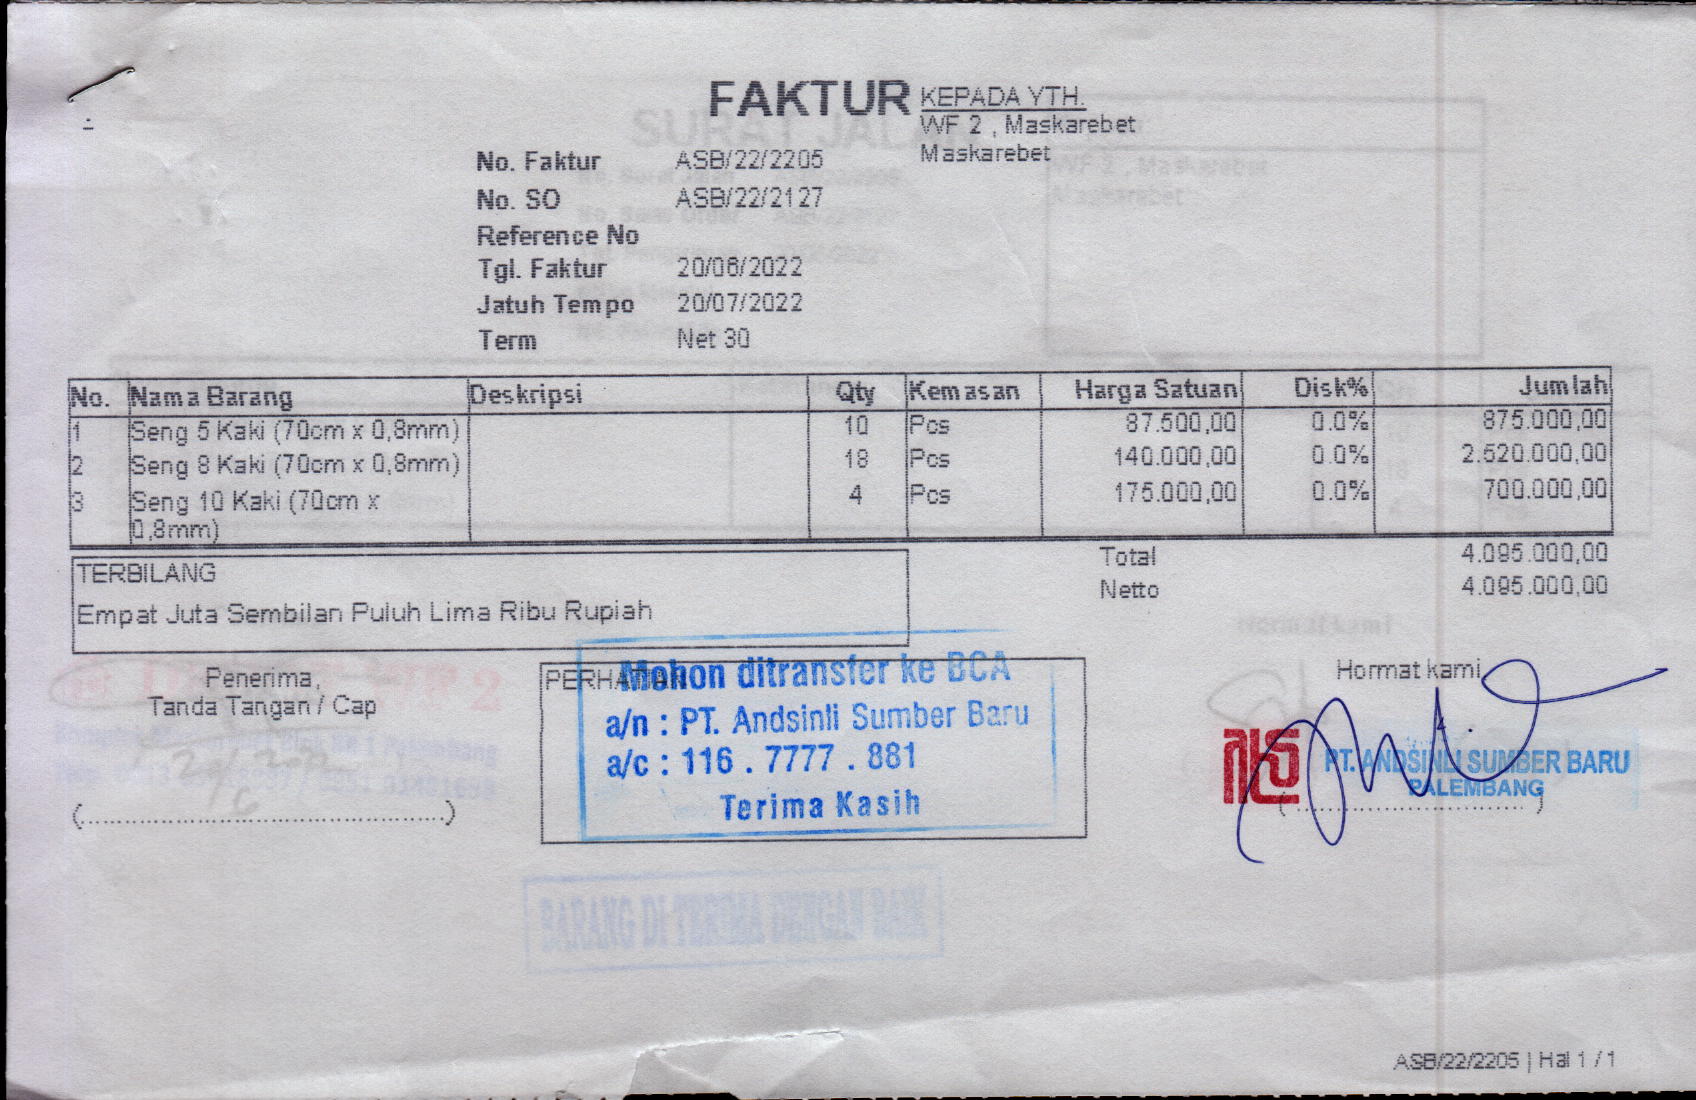 FAKTUR
KEPADA YTH.
WF 2 , Maskarebet
Maskarebet
No. Faktur ASB/22/2205
No. SO ASB/22/2127
Reference No
Tgl. Faktur 20/06/2022
Jatuh Tempo 20/07/2022
Term Net 30
No. Nama Barang Deskripsi Qty Kemasan Harga Satuan Disk% Jumlah
1 Seng 5 Kaki (70cm x 0,8mm) 10 Pcs 87.500,00 0.0% 875.000,00
2 Seng 8 Kaki (70cm x 0,8mm) 18 Pcs 140.000,00 0.0% 2.520.000,00
3 Seng 10 Kaki (70cm x 4 Pcs 175.000,00 0.0% 700.000,00
0,8mm)
Total 4.095.000,00
Netto 4.095.000,00
TERBILANG
Empat Juta Sembilan Puluh Lima Ribu Rupiah
Penerima,
Tanda Tangan / Cap
(..........................................)
PERHATIAN
Mohon ditransfer ke BCA
a/n : PT. Andsinli Sumber Baru
a/c : 116 . 7777 . 881
Terima Kasih
Hormat kami
PT. ANDSINLI SUMBER BARU
PALEMBANG
BARANG DI TERIMA DENGAN BAIK
ASB/22/2205 | Hal 1 / 1